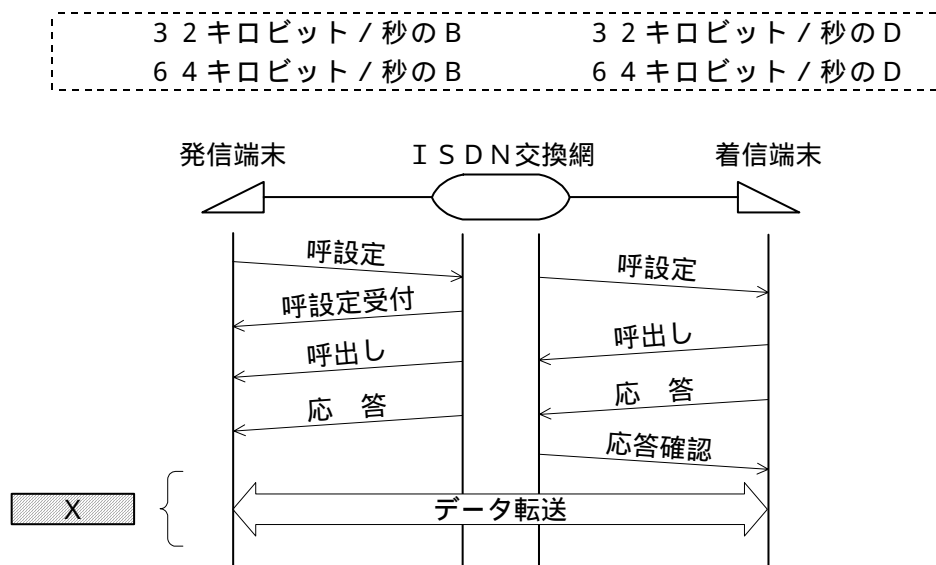 ３２キロビット/秒のＢ　３２キロビット/秒のＤ
６４キロビット/秒のＢ　６４キロビット/秒のＤ
発信端末　ＩＳＤＮ交換網　着信端末
呼設定　呼設定
呼設定受付
呼出し　呼出し
応　答　応　答
応答確認
X　データ転送